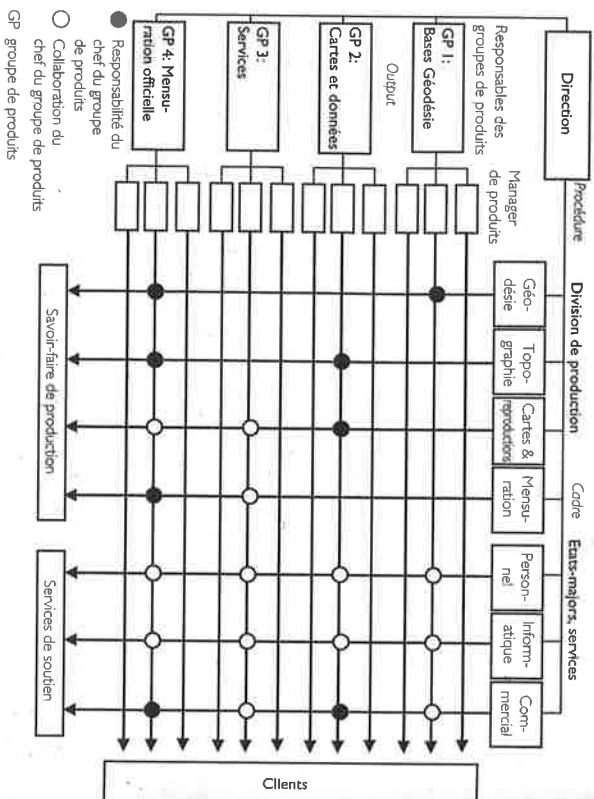 Direction
Procédure
Division de production
Cadre
Etats-majors, services
Responsables des
groupes de produits
Manager
de produits
Géo-
désie
Topo-
graphie
Cartes &
reproductions
Mensu-
ration
Person-
nel
Inform-
atique
Com-
mercial
GP 1:
Bases Géodésie
Output
GP 2:
Cartes et données
GP 3:
Services
GP 4: Mensu-
ration officielle
Clients
Savoir-faire de production
Services de soutien
Responsabilité du
chef du groupe
de produits
Collaboration du
chef du groupe de produits
GP groupe de produits